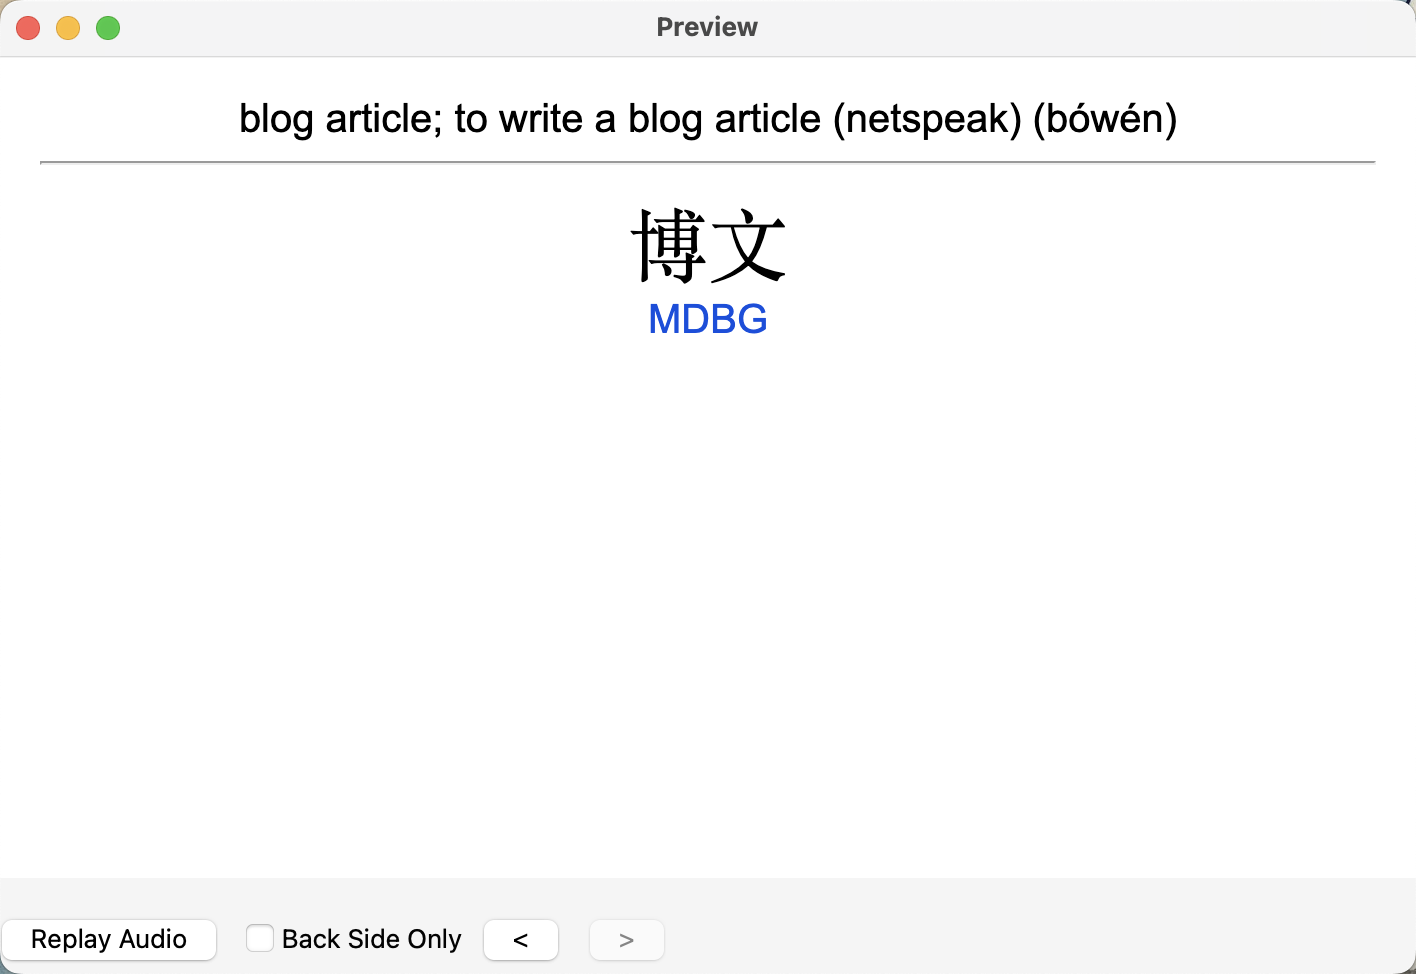 Preview
blog article; to write a blog article (netspeak) (bówén)
博文
MDBG
Replay Audio
Back Side Only
<
>